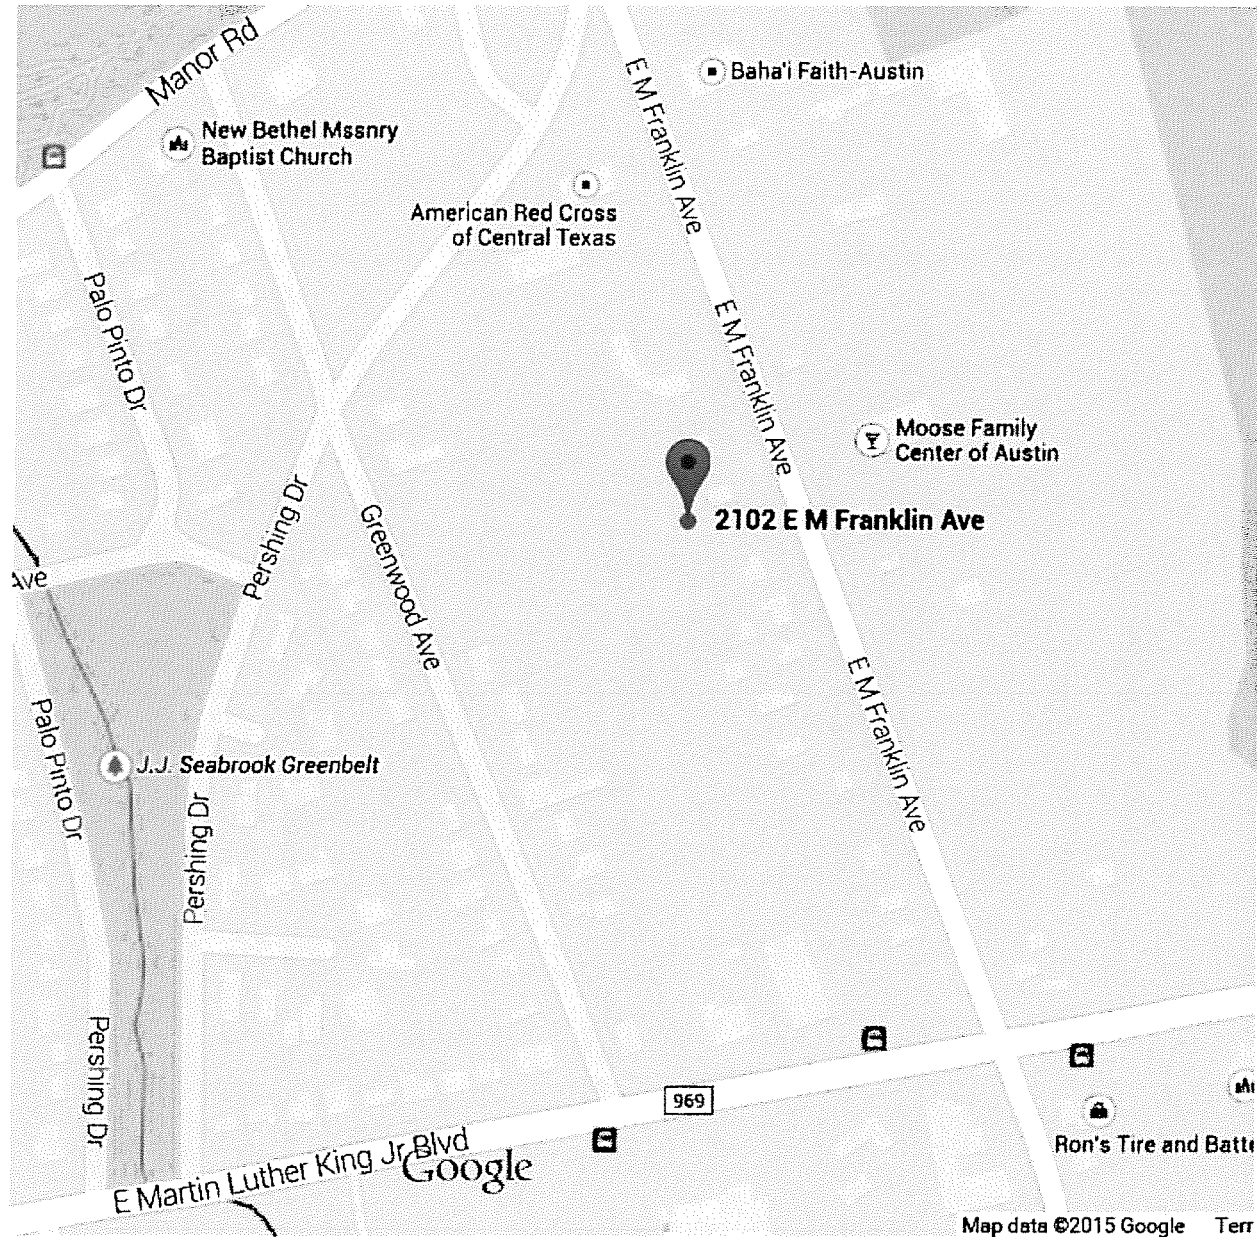 Manor Rd
E M Franklin Ave
Baha'i Faith-Austin
New Bethel Mssnry
Baptist Church
American Red Cross
of Central Texas
Palo Pinto Dr
E M Franklin Ave
Moose Family
Center of Austin
Pershing Dr
Greenwood Ave
2102 E M Franklin Ave
Ave
E M Franklin Ave
Palo Pinto Dr
J.J. Seabrook Greenbelt
Pershing Dr
Pershing Dr
969
Ron's Tire and Batte
E Martin Luther King Jr Blvd
Google
Map data ©2015 Google Terr